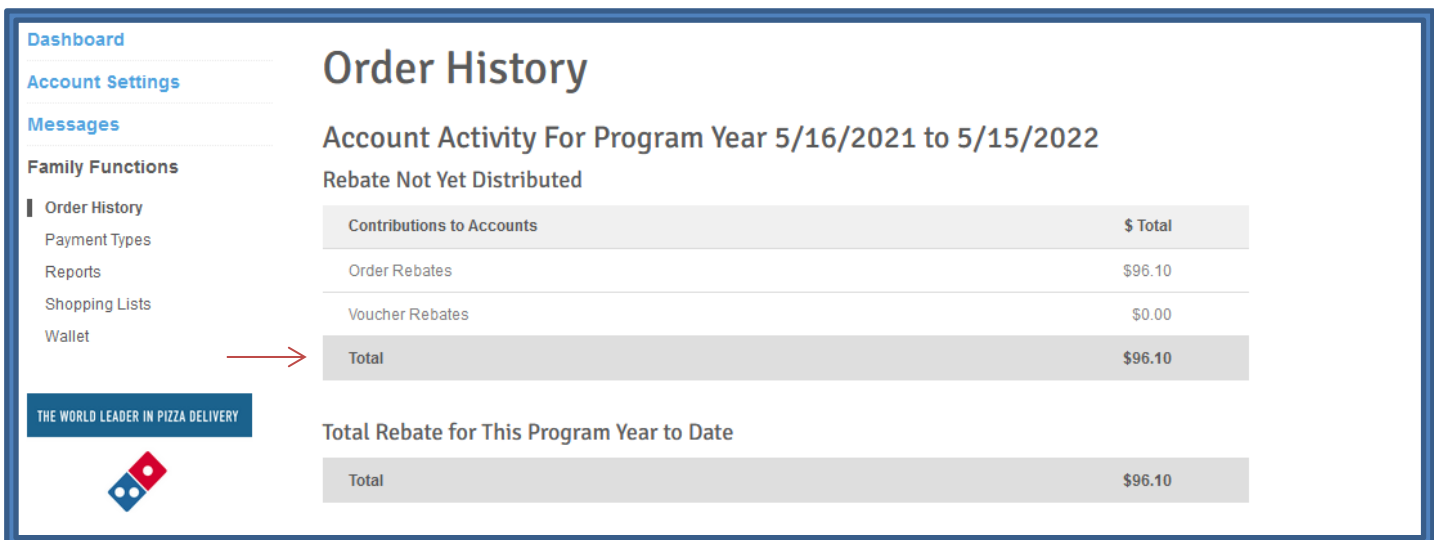 Dashboard
Account Settings
Messages
Family Functions
Order History
Payment Types
Reports
Shopping Lists
Wallet
THE WORLD LEADER IN PIZZA DELIVERY
Order History
Account Activity For Program Year 5/16/2021 to 5/15/2022
Rebate Not Yet Distributed
Contributions to Accounts $ Total
Order Rebates $96.10
Voucher Rebates $0.00
Total $96.10
Total Rebate for This Program Year to Date
Total $96.10